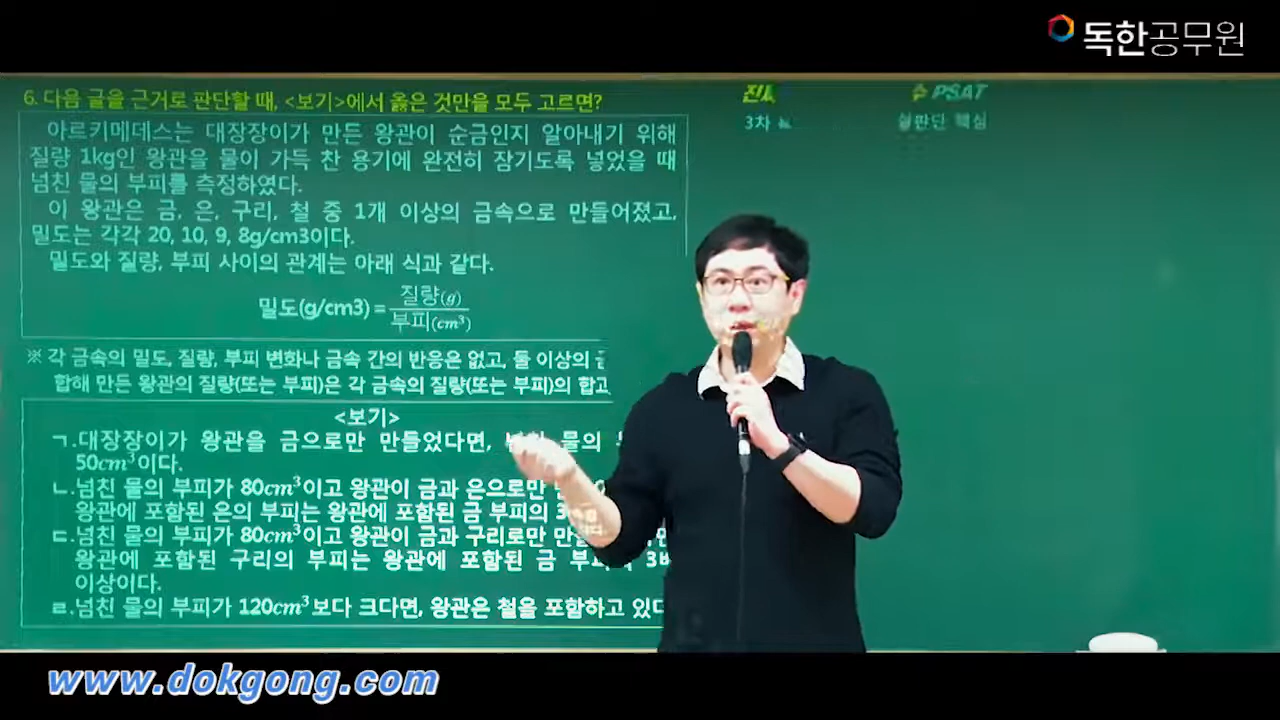 독한공무원
6. 다음 글을 근거로 판단할 때, <보기>에서 옳은 것만을 모두 고르면?
아르키메데스는 대장장이가 만든 왕관이 순금인지 알아내기 위해
질량 1kg인 왕관을 물이 가득 찬 용기에 완전히 잠기도록 넣었을 때
넘친 물의 부피를 측정하였다.
이 왕관은 금, 은, 구리, 철 중 1개 이상의 금속으로 만들어졌고,
밀도는 각각 20, 10, 9, 8g/cm3이다.
밀도와 질량, 부피 사이의 관계는 아래 식과 같다.
밀도(g/cm3) = 질량(g) / 부피(cm³)
※ 각 금속의 밀도, 질량, 부피 변화나 금속 간의 반응은 없고, 둘 이상의
합해 만든 왕관의 질량(또는 부피)은 각 금속의 질량(또는 부피)의
<보기>
ㄱ.대장장이가 왕관을 금으로만 만들었다면, 물의
50cm³이다.
ㄴ.넘친 물의 부피가 80cm³이고 왕관이 금과 은으로만
왕관에 포함된 은의 부피는 왕관에 포함된 금 부피의
ㄷ.넘친 물의 부피가 80cm³이고 왕관이 금과 구리로만
왕관에 포함된 구리의 부피는 왕관에 포함된 금
이상이다.
ㄹ.넘친 물의 부피가 120cm³보다 크다면, 왕관은 철을 포함하고 있다
3차
PSAT
상판단 핵심
www.dokgong.com